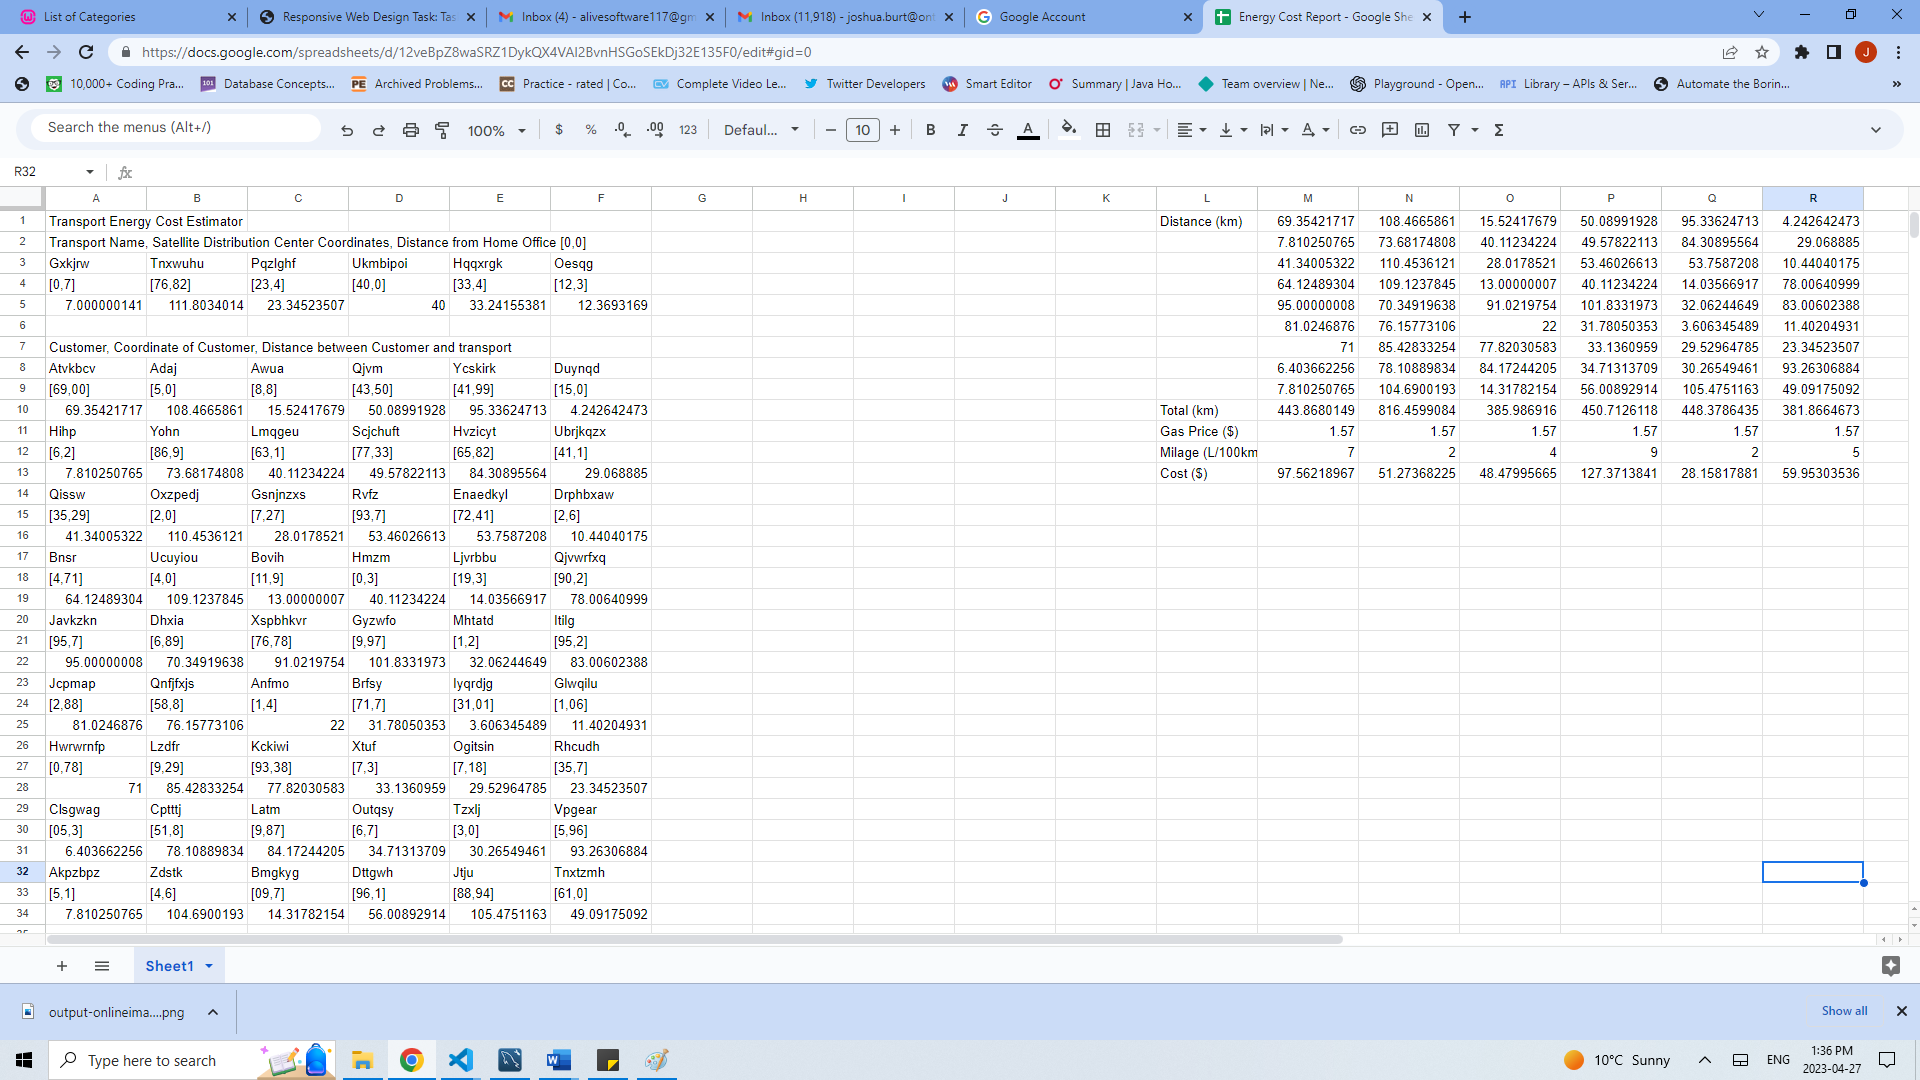 List of Categories
Responsive Web Design Task: Tas
Inbox (4) - alivesoftware117@gm
Inbox (11,918) - joshua.burt@ont
Google Account
Energy Cost Report - Google She
https://docs.google.com/spreadsheets/d/12veBpZ8waSRZ1DykQX4VAI2BvnHSGoSEkDj32E135F0/edit#gid=0
J
10,000+ Coding Pra...
Database Concepts...
PE Archived Problems...
CC Practice - rated | Co...
Complete Video Le...
Twitter Developers
Smart Editor
Summary | Java Ho...
Team overview | Ne...
Playground - Open...
API Library – APIs & Ser...
Automate the Borin...
Search the menus (Alt+/)
100% $ % .0 .00 123 Defaul... 10 B I A
R32 fx
A B C D E F G H I J K L M N O P Q R
1 Transport Energy Cost Estimator Distance (km) 69.35421717 108.4665861 15.52417679 50.08991928 95.33624713 4.242642473
2 Transport Name, Satellite Distribution Center Coordinates, Distance from Home Office [0,0] 7.810250765 73.68174808 40.11234224 49.57822113 84.30895564 29.068885
3 Gxkjrw Tnxwuhu Pqzlghf Ukmbipoi Hqqxrgk Oesqg 41.34005322 110.4536121 28.0178521 53.46026613 53.7587208 10.44040175
4 [0,7] [76,82] [23,4] [40,0] [33,4] [12,3] 64.12489304 109.1237845 13.00000007 40.11234224 14.03566917 78.00640999
5 7.000000141 111.8034014 23.34523507 40 33.24155381 12.3693169 95.00000008 70.34919638 91.0219754 101.8331973 32.06244649 83.00602388
6 81.0246876 76.15773106 22 31.78050353 3.606345489 11.40204931
7 Customer, Coordinate of Customer, Distance between Customer and transport 71 85.42833254 77.82030583 33.1360959 29.52964785 23.34523507
8 Atvkbcv Adaj Awua Qjvm Ycskirk Duynqd 6.403662256 78.10889834 84.17244205 34.71313709 30.26549461 93.26306884
9 [69,00] [5,0] [8,8] [43,50] [41,99] [15,0] 7.810250765 104.6900193 14.31782154 56.00892914 105.4751163 49.09175092
10 69.35421717 108.4665861 15.52417679 50.08991928 95.33624713 4.242642473 Total (km) 443.8680149 816.4599084 385.986916 450.7126118 448.3786435 381.8664673
11 Hihp Yohn Lmqgeu Scjchuft Hvzicyt Ubrjkqzx Gas Price ($) 1.57 1.57 1.57 1.57 1.57 1.57
12 [6,2] [86,9] [63,1] [77,33] [65,82] [41,1] Milage (L/100km 7 2 4 9 2 5
13 7.810250765 73.68174808 40.11234224 49.57822113 84.30895564 29.068885 Cost ($) 97.56218967 51.27368225 48.47995665 127.3713841 28.15817881 59.95303536
14 Qissw Oxzpedj Gsnjnzxs Rvfz Enaedkyl Drphbxaw
15 [35,29] [2,0] [7,27] [93,7] [72,41] [2,6]
16 41.34005322 110.4536121 28.0178521 53.46026613 53.7587208 10.44040175
17 Bnsr Ucuyiou Bovih Hmzm Ljvrbbu Qjvwrfxq
18 [4,71] [4,0] [11,9] [0,3] [19,3] [90,2]
19 64.12489304 109.1237845 13.00000007 40.11234224 14.03566917 78.00640999
20 Javkzkn Dhxia Xspbhkvr Gyzwfo Mhtatd Itilg
21 [95,7] [6,89] [76,78] [9,97] [1,2] [95,2]
22 95.00000008 70.34919638 91.0219754 101.8331973 32.06244649 83.00602388
23 Jcpmap Qnfjfxjs Anfmo Brfsy Iyqrdjg Glwqilu
24 [2,88] [58,8] [1,4] [71,7] [31,01] [1,06]
25 81.0246876 76.15773106 22 31.78050353 3.606345489 11.40204931
26 Hwrwrnfp Lzdfr Kckiwi Xtuf Ogitsin Rhcudh
27 [0,78] [9,29] [93,38] [7,3] [7,18] [35,7]
28 71 85.42833254 77.82030583 33.1360959 29.52964785 23.34523507
29 Clsgwag Cptttj Latm Outqsy Tzxlj Vpgear
30 [05,3] [51,8] [9,87] [6,7] [3,0] [5,96]
31 6.403662256 78.10889834 84.17244205 34.71313709 30.26549461 93.26306884
32 Akpzbpz Zdstk Bmgkyg Dttgwh Jtju Tnxtzmh
33 [5,1] [4,6] [09,7] [96,1] [88,94] [61,0]
34 7.810250765 104.6900193 14.31782154 56.00892914 105.4751163 49.09175092
Sheet1
output-onlineima....png
Show all
Type here to search
10°C Sunny
ENG
1:36 PM
2023-04-27